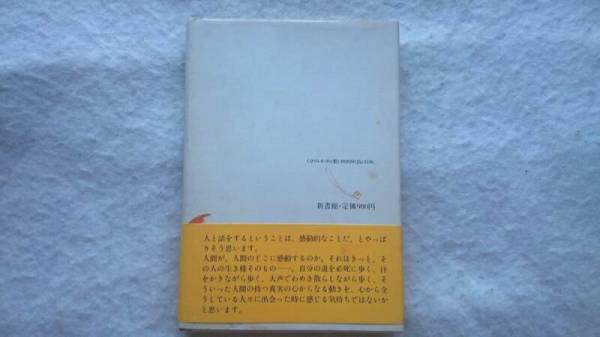 新書館・定価980円
人と話をするということは、感動的なことだ、とやっぱ
りそう思います。
人間が、人間のどこに感動するのか。それはきっと、そ
の人の生き様そのもの――。自分の道を必死に歩く、汗
をかきながら歩く、大声でわめき散らしながら歩く、そ
ういった人間の持つ真実の心からなる動きを、心から全
うしている人々に出会った時に感じる気持ちではないか
と思います。